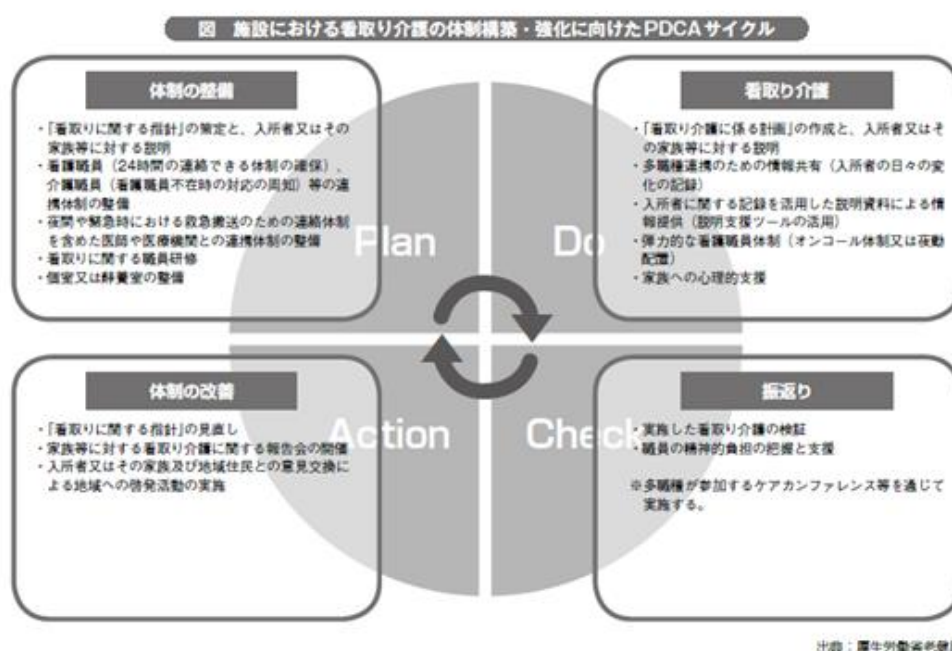 図　施設における看取り介護の体制構築・強化に向けたPDCAサイクル
体制の整備
・「看取りに関する指針」の策定と、入所者又はその
家族等に対する説明
・看護職員（24時間の連絡できる体制の確保）、
介護職員（看護職員不在時の対応の周知）等の連
携体制の整備
・夜間や緊急時における救急搬送のための連絡体制
を含めた医師や医療機関との連携体制の整備
・看取りに関する職員研修
・個室又は静養室の整備
Plan
看取り介護
・「看取り介護に係る計画」の作成と、入所者又はそ
の家族等に対する説明
・多職種連携のための情報共有（入所者の日々の変
化の記録）
・入所者に関する記録を活用した説明資料による情
報提供（説明支援ツールの活用）
・弾力的な看護職員体制（オンコール体制又は夜勤
配置）
・家族への心理的支援
Do
体制の改善
・「看取りに関する指針」の見直し
・家族等に対する看取り介護に関する報告会の開催
・入所者又はその家族及び地域住民との意見交換に
よる地域への啓発活動の実施
Action
振返り
・実施した看取り介護の検証
・職員の精神的負担の把握と支援
※多職種が参加するケアカンファレンス等を通じて
実施する。
Check
出典：厚生労働省老健